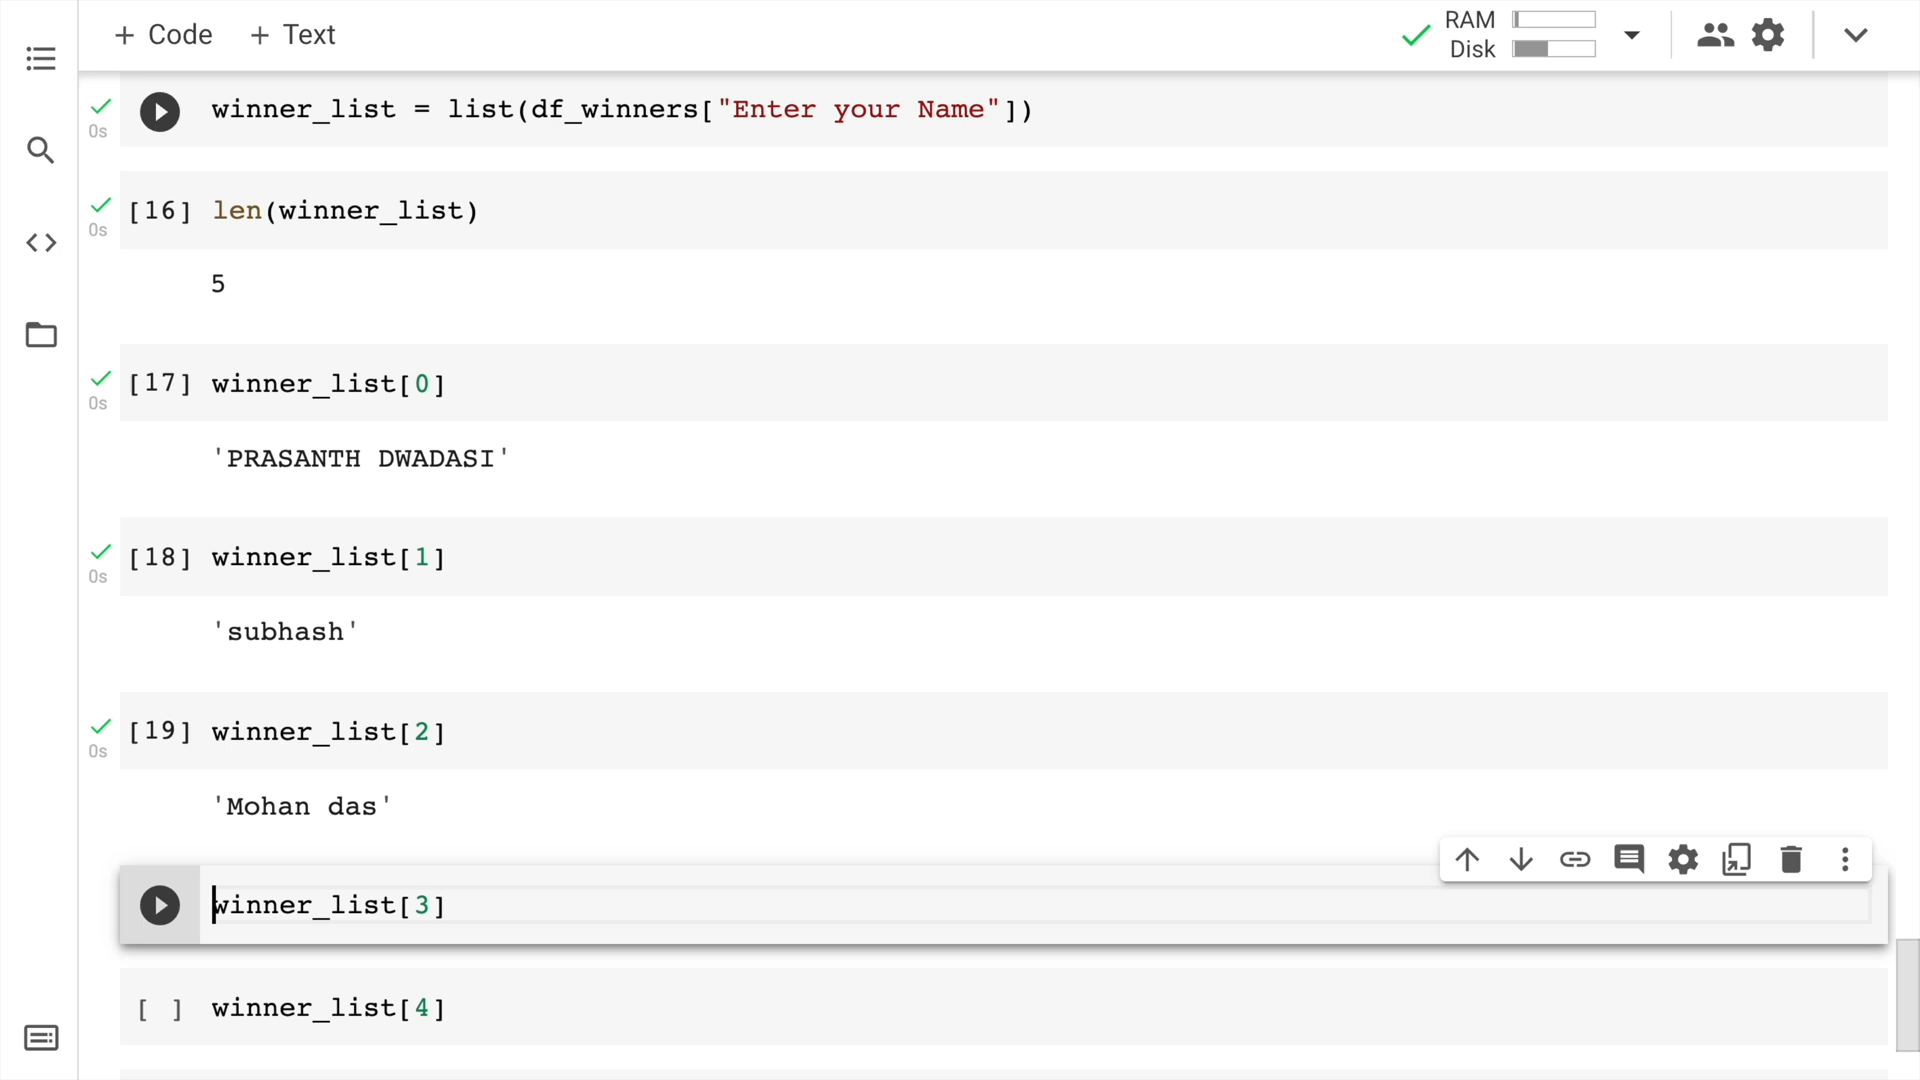 + Code + Text
RAM
Disk
winner_list = list(df_winners["Enter your Name"])
0s
[16] len(winner_list)
0s
5
[17] winner_list[0]
0s
'PRASANTH DWADASI'
[18] winner_list[1]
0s
'subhash'
[19] winner_list[2]
0s
'Mohan das'
winner_list[3]
[ ] winner_list[4]